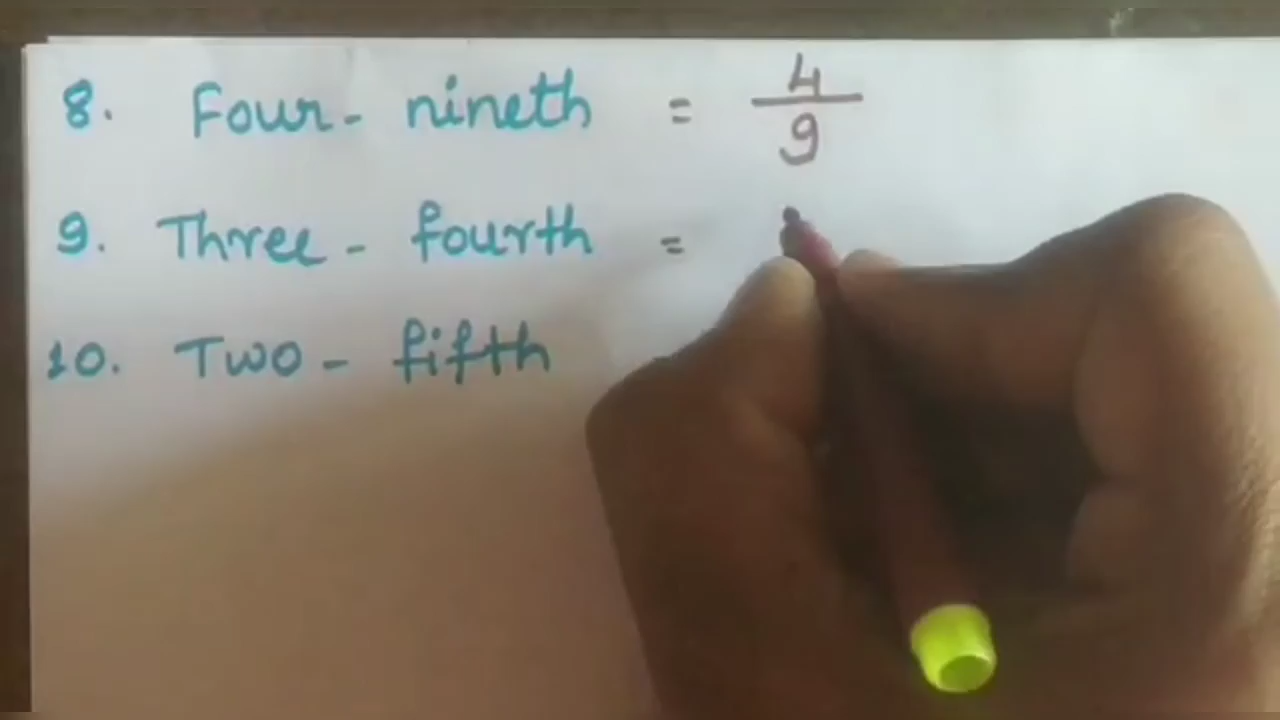 8. Four - nineth = 4/9
9. Three - fourth =
10. Two - fifth